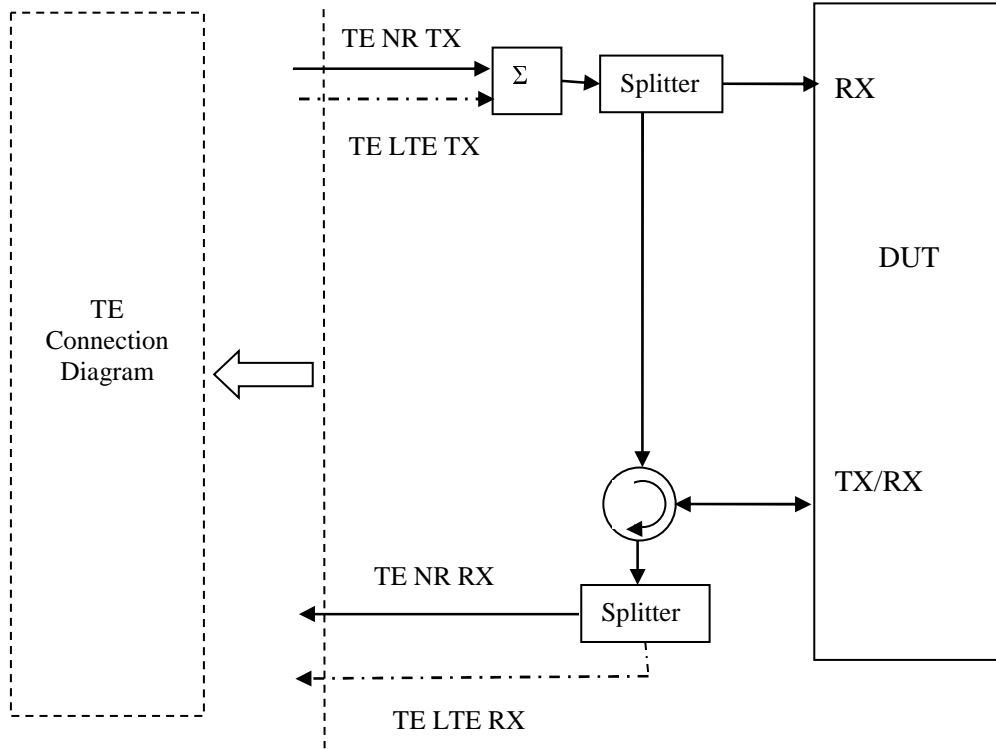 TE NR TX
Σ
Splitter
RX
TE LTE TX
DUT
TE
Connection
Diagram
TX/RX
TE NR RX
Splitter
TE LTE RX